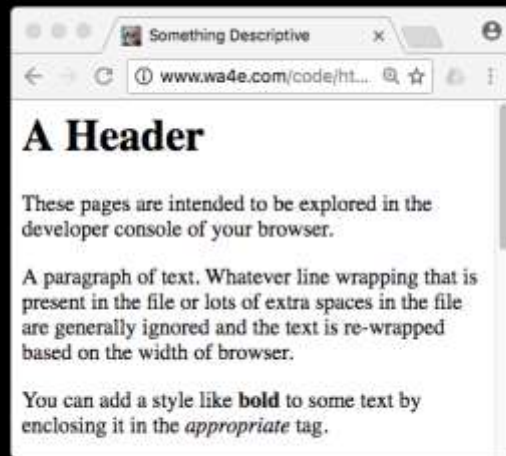 Something Descriptive
www.wa4e.com/code/ht...
A Header
These pages are intended to be explored in the
developer console of your browser.
A paragraph of text. Whatever line wrapping that is
present in the file or lots of extra spaces in the file
are generally ignored and the text is re-wrapped
based on the width of browser.
You can add a style like bold to some text by
enclosing it in the appropriate tag.